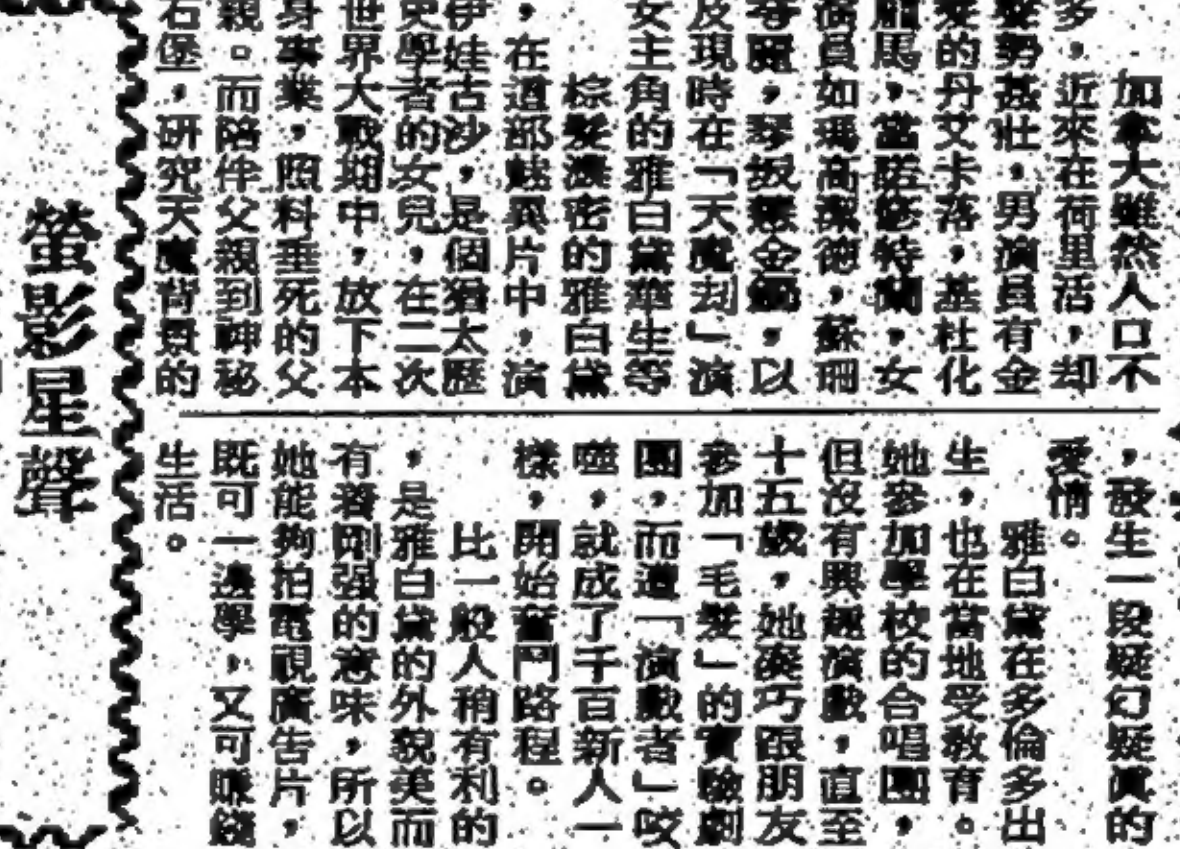 加拿大雖然人口不
多，近來在荷里活，却
聲勢甚壯，男演員有金
髮的丹艾卡落，基杜化
馬，當諾修特，女
演員如瑪高潔德，蘇珊
，琴金，以
及現時在「天魔刦」演
女主角的雅白黛華生等
棕髮濃密的雅白黛
，在這部魅異片中，演
伊娃古沙，是個猶太歷
史學者的女兒，在二次
世界大戰期中，放下本
身事業，照料垂死的父
親。而陪伴父親到神秘
石堡，研究天魔背景的
，發生一段疑幻疑眞的
愛情。
雅白黛在多倫多出
生，也在當地受教育。
她參加學校的合唱團，
但沒有興趣演戲，直至
十五歲，她湊巧跟朋友
參加「毛髮」的實驗劇
團，而這「演戲者」咬
噬，就成了千百新人一
樣，開始奮鬥路程。
比一般人稍有利的
，是雅白黛的外貌美而
有着剛强的意味，所以
她能夠拍電視廣告片，
既可一邊學，又可賺錢
生活。
螢影星聲